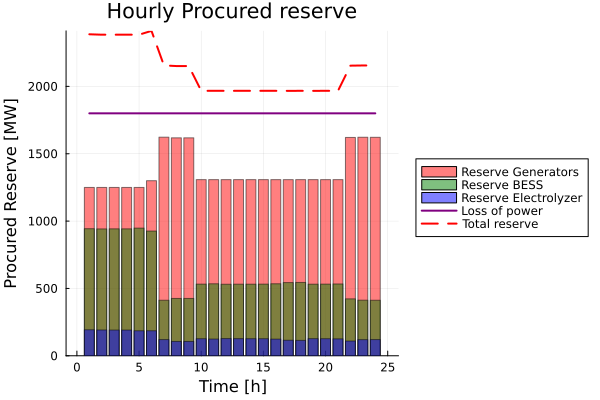 Hourly Procured reserve
Procured Reserve [MW]
2000
1500
1000
500
0
0 5 10 15 20 25
Time [h]
Reserve Generators
Reserve BESS
Reserve Electrolyzer
Loss of power
Total reserve